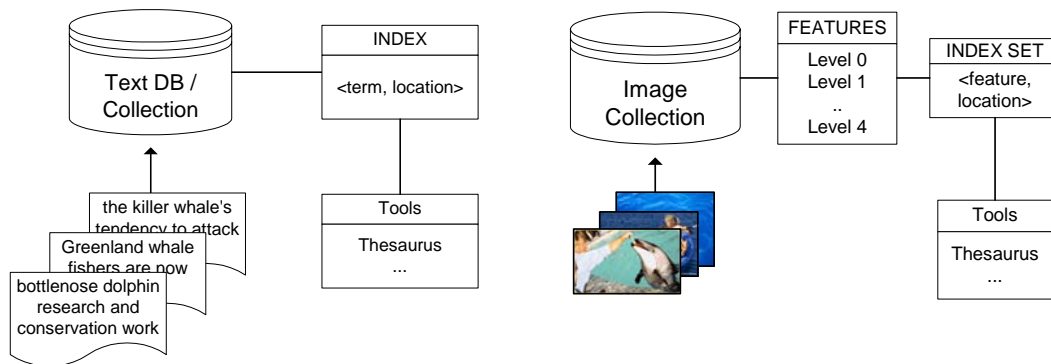 Text DB /
Collection
INDEX
<term, location>
Tools
Thesaurus
...
the killer whale's
tendency to attack
Greenland whale
fishers are now
bottlenose dolphin
research and
conservation work
Image
Collection
FEATURES
Level 0
Level 1
..
Level 4
INDEX SET
<feature,
location>
Tools
Thesaurus
...